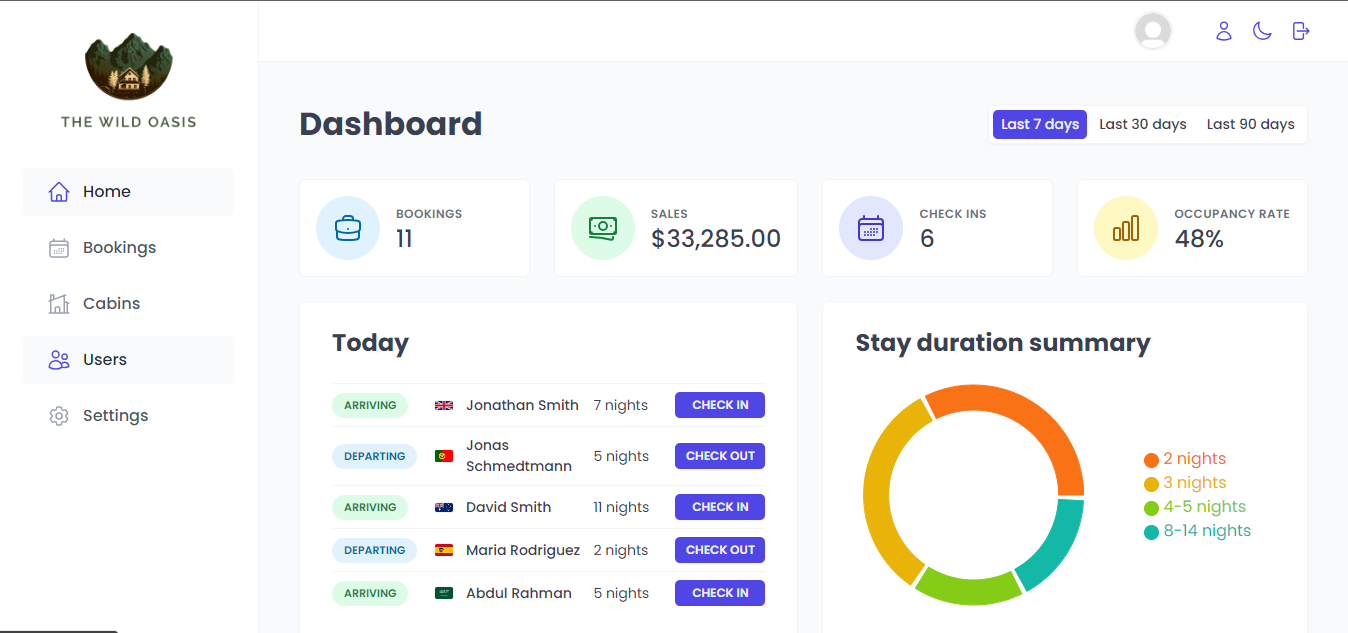 THE WILD OASIS
Home
Bookings
Cabins
Users
Settings
Dashboard
Last 7 days Last 30 days Last 90 days
BOOKINGS
11
SALES
$33,285.00
CHECK INS
6
OCCUPANCY RATE
48%
Today
ARRIVING Jonathan Smith 7 nights CHECK IN
DEPARTING Jonas
Schmedtmann 5 nights CHECK OUT
ARRIVING David Smith 11 nights CHECK IN
DEPARTING Maria Rodriguez 2 nights CHECK OUT
ARRIVING Abdul Rahman 5 nights CHECK IN
Stay duration summary
2 nights
3 nights
4-5 nights
8-14 nights